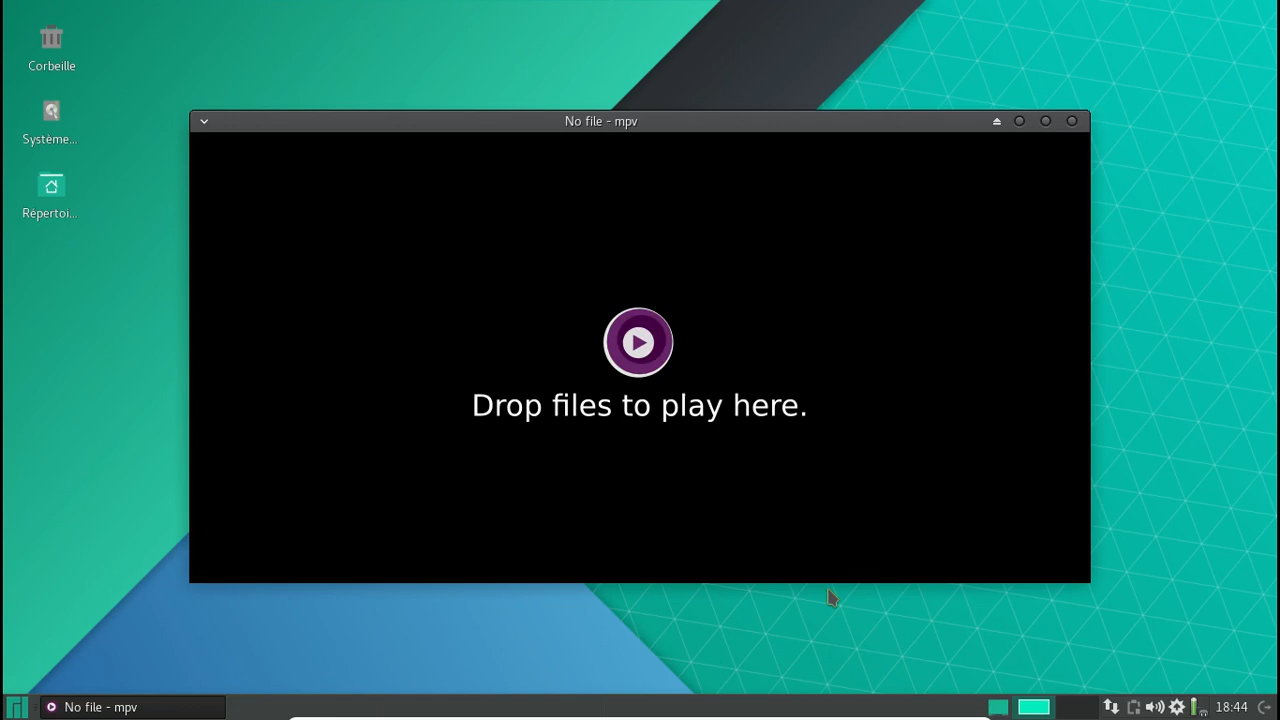 Corbeille
Système...
Répertoi...
No file - mpv
Drop files to play here.
No file - mpv
18:44